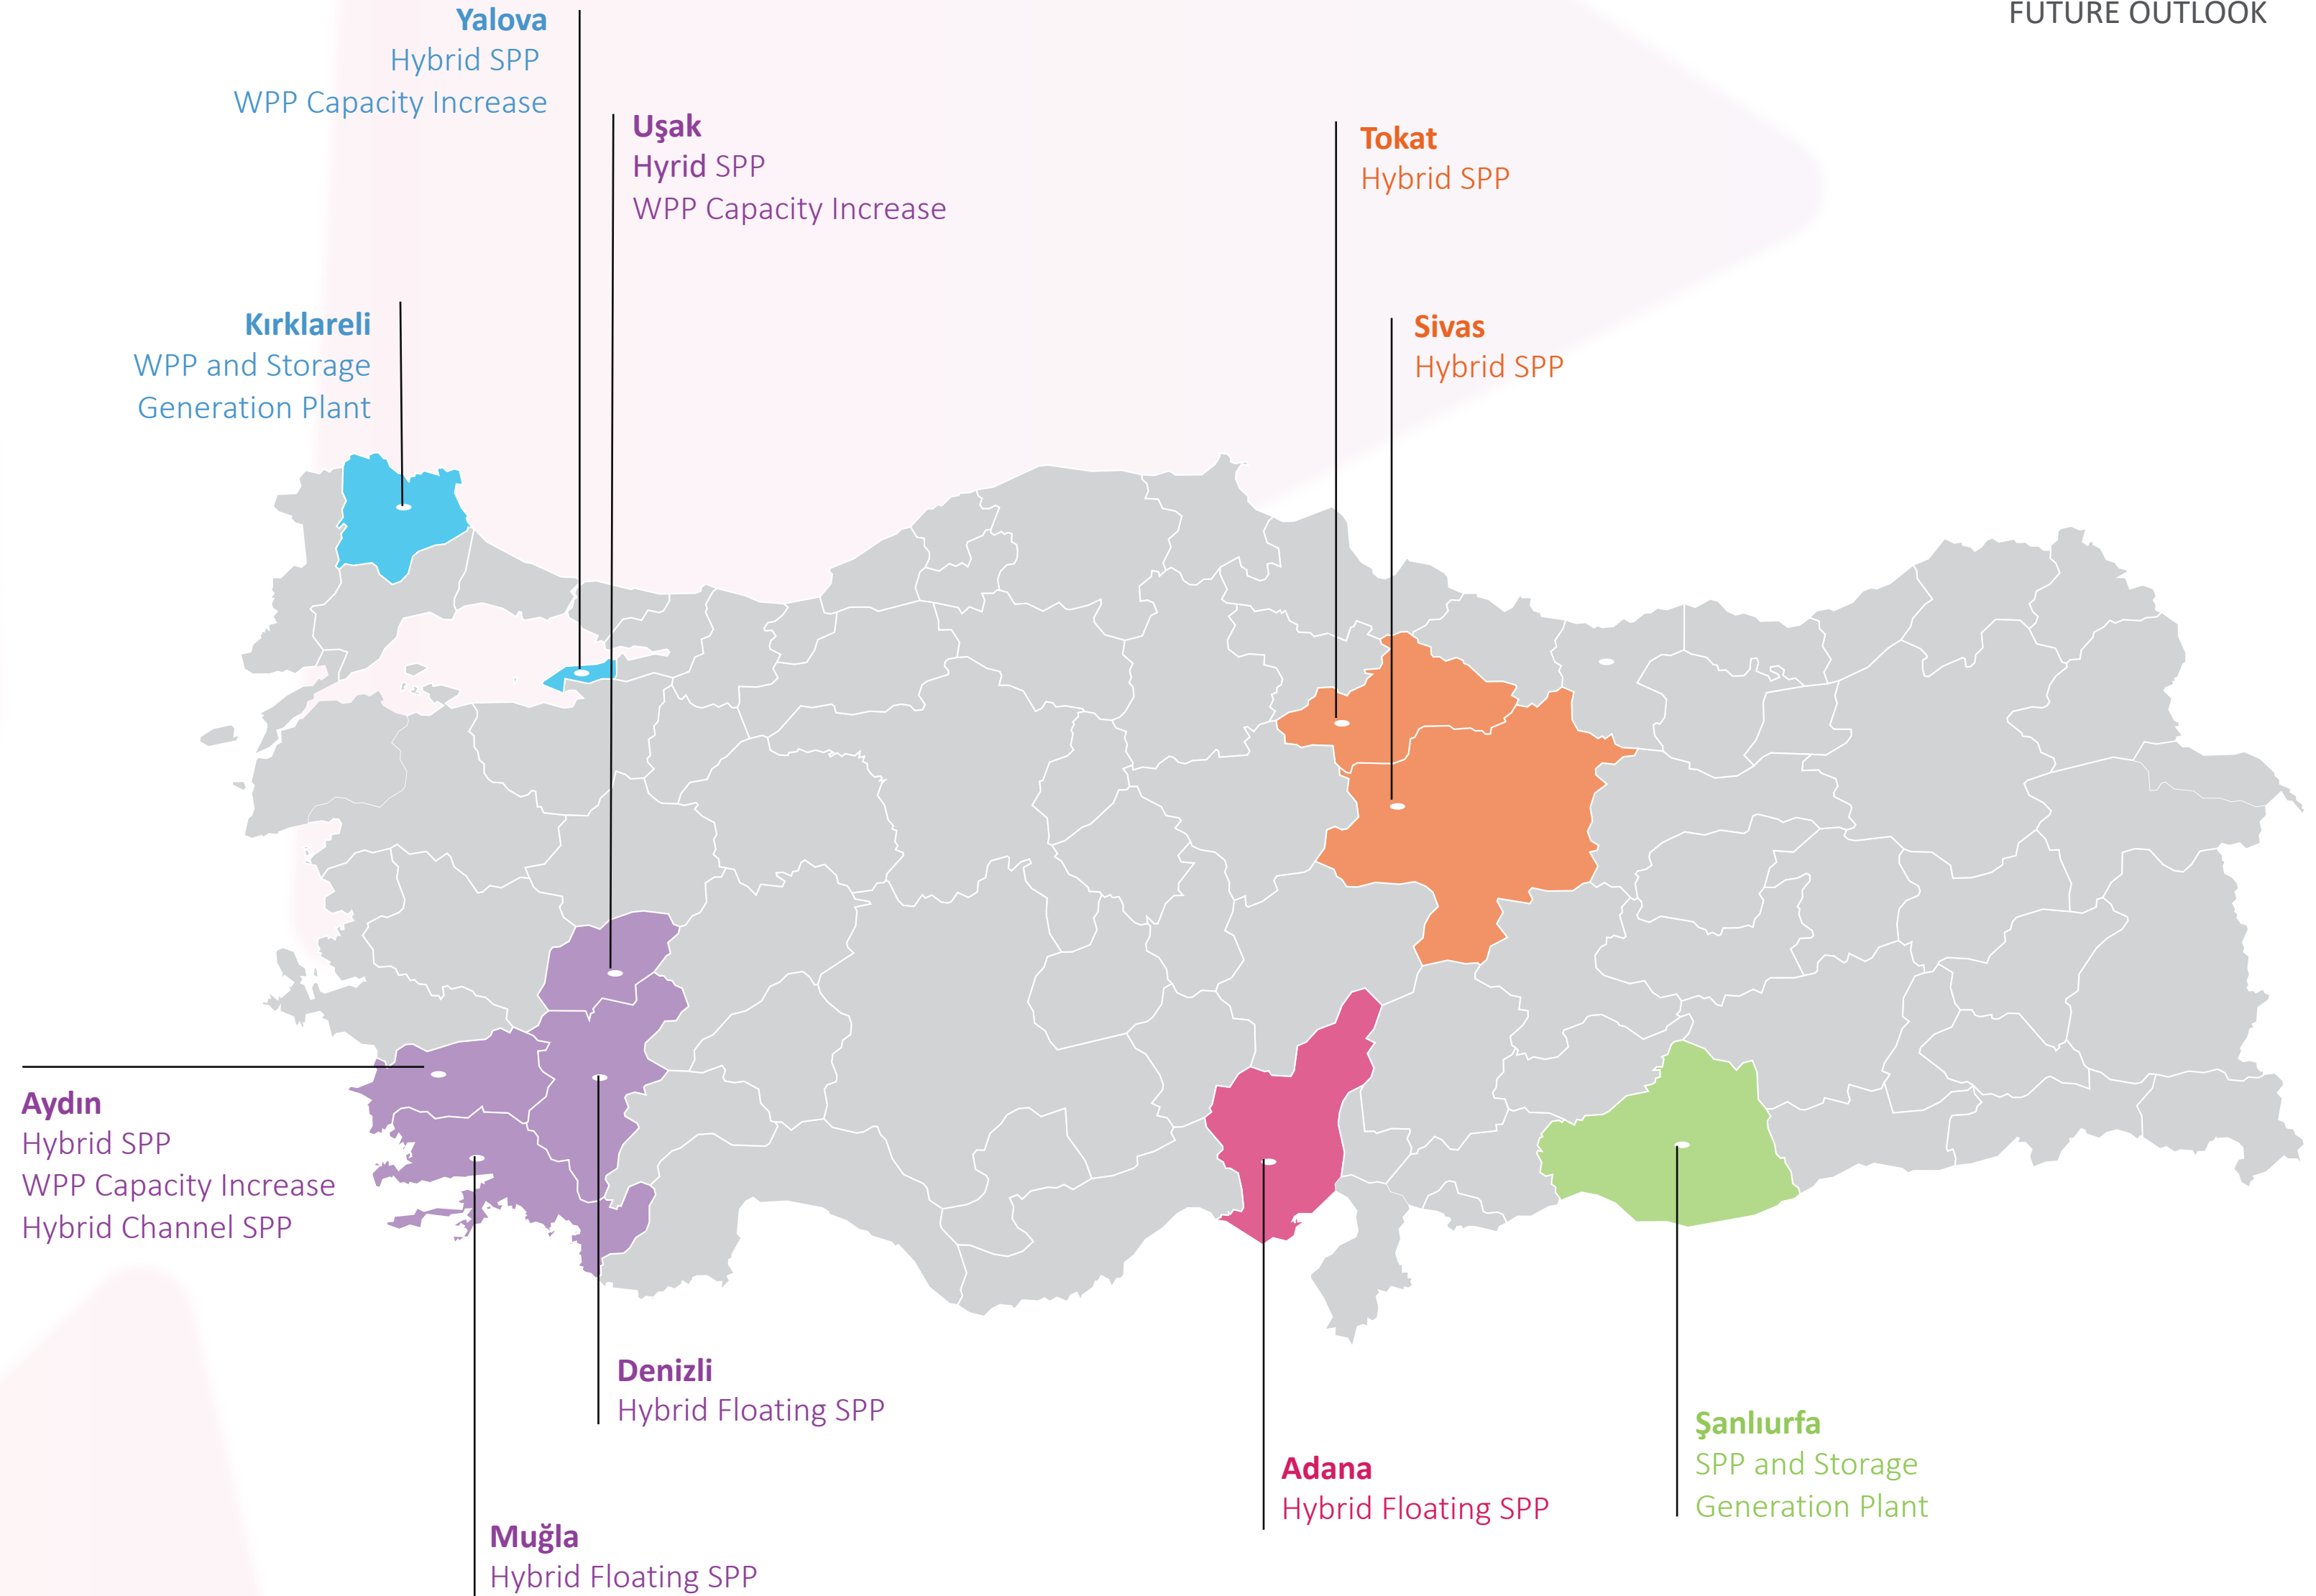 FUTURE OUTLOOK
Yalova
Hybrid SPP
WPP Capacity Increase
Uşak
Hyrid SPP
WPP Capacity Increase
Tokat
Hybrid SPP
Kırklareli
WPP and Storage
Generation Plant
Sivas
Hybrid SPP
Aydın
Hybrid SPP
WPP Capacity Increase
Hybrid Channel SPP
Denizli
Hybrid Floating SPP
Muğla
Hybrid Floating SPP
Adana
Hybrid Floating SPP
Şanlıurfa
SPP and Storage
Generation Plant